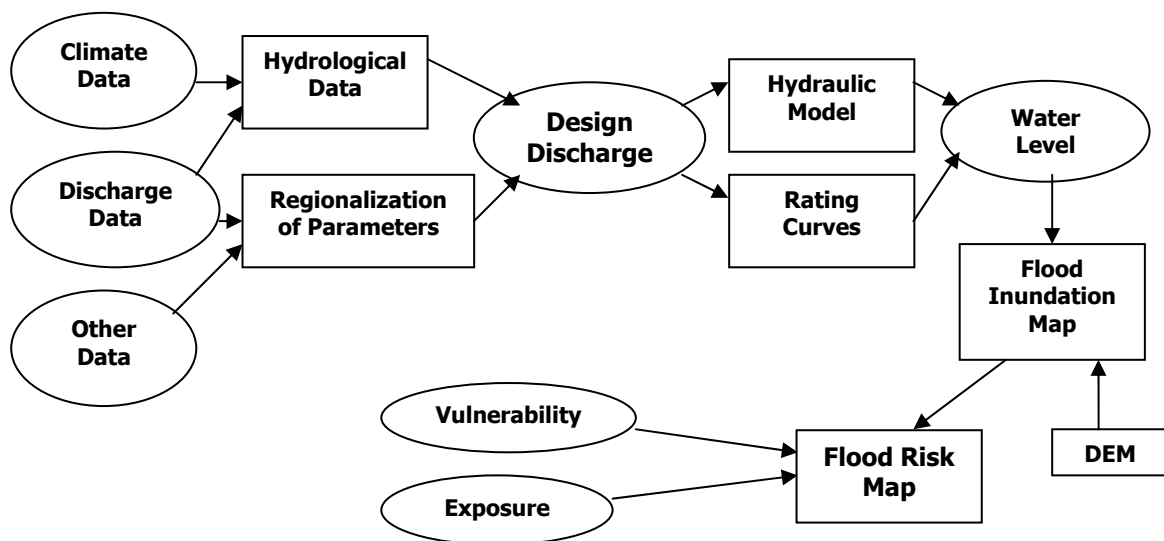 Climate
Data
Hydrological
Data
Design
Discharge
Hydraulic
Model
Water
Level
Discharge
Data
Regionalization
of Parameters
Rating
Curves
Other
Data
Flood
Inundation
Map
Vulnerability
Exposure
Flood Risk
Map
DEM